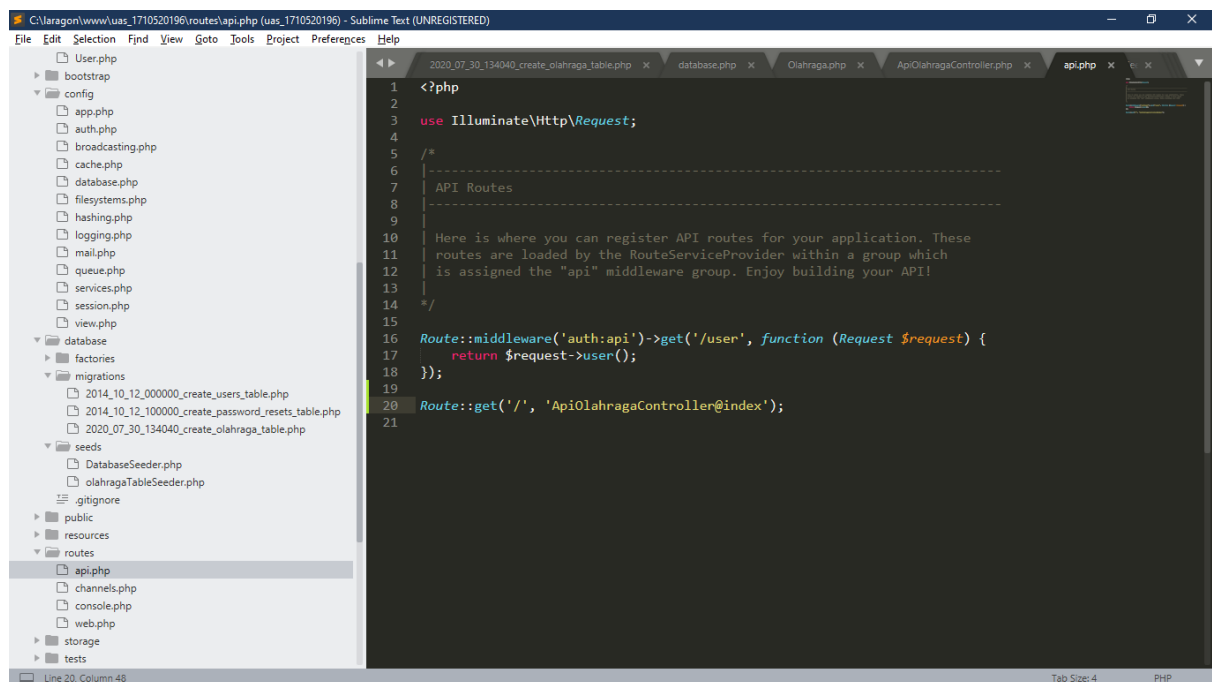 C:\laragon\www\uas_1710520196\routes\api.php (uas_1710520196) - Sublime Text (UNREGISTERED)
File Edit Selection Find View Goto Tools Project Preferences Help
User.php
bootstrap
config
app.php
auth.php
broadcasting.php
cache.php
database.php
filesystems.php
hashing.php
logging.php
mail.php
queue.php
services.php
session.php
view.php
database
factories
migrations
2014_10_12_000000_create_users_table.php
2014_10_12_100000_create_password_resets_table.php
2020_07_30_134040_create_olahraga_table.php
seeds
DatabaseSeeder.php
olahragaTableSeeder.php
.gitignore
public
resources
routes
api.php
channels.php
console.php
web.php
storage
tests
2020_07_30_134040_create_olahraga_table.php database.php Olahraga.php ApiOlahragaController.php api.php
1 <?php
2
3 use Illuminate\Http\Request;
4
5 /*
6 |--------------------------------------------------------------------------
7 | API Routes
8 |--------------------------------------------------------------------------
9 |
10 | Here is where you can register API routes for your application. These
11 | routes are loaded by the RouteServiceProvider within a group which
12 | is assigned the "api" middleware group. Enjoy building your API!
13 |
14 */
15
16 Route::middleware('auth:api')->get('/user', function (Request $request) {
17 return $request->user();
18 });
19
20 Route::get('/', 'ApiOlahragaController@index');
21
Line 20, Column 48 Tab Size: 4 PHP